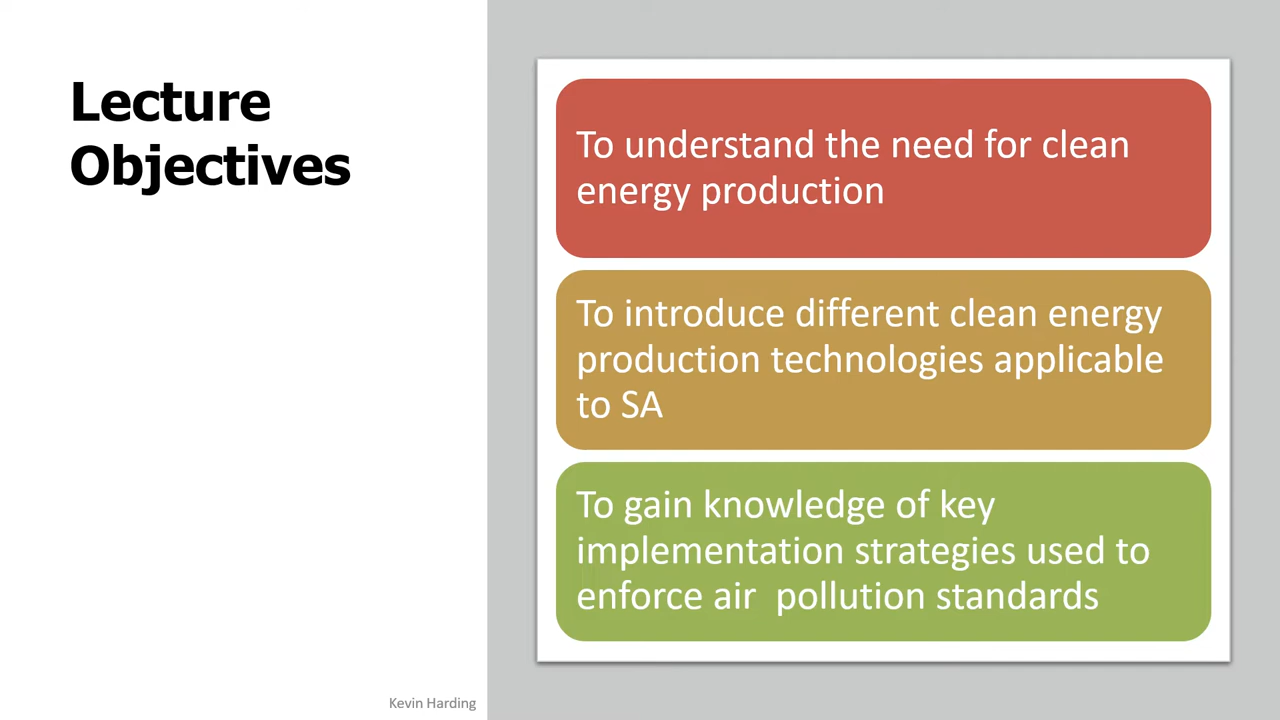 Lecture
Objectives
To understand the need for clean
energy production
To introduce different clean energy
production technologies applicable
to SA
To gain knowledge of key
implementation strategies used to
enforce air  pollution standards
Kevin Harding